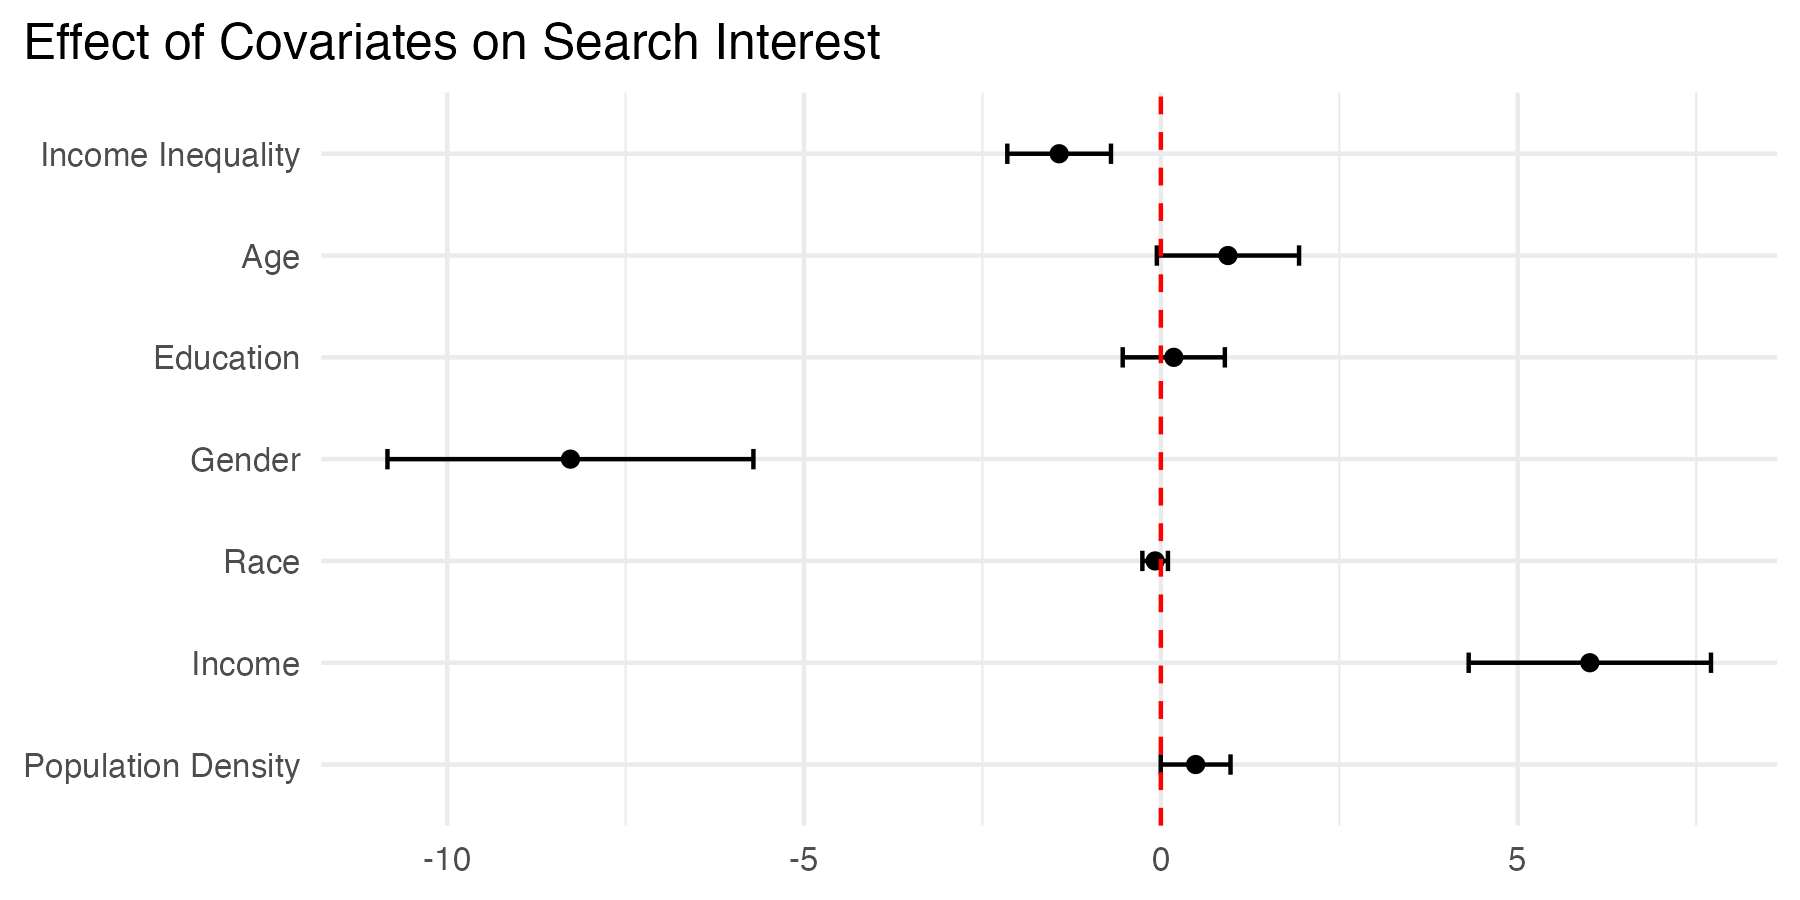 Effect of Covariates on Search Interest
Income Inequality
Age
Education
Gender
Race
Income
Population Density
-10 -5 0 5